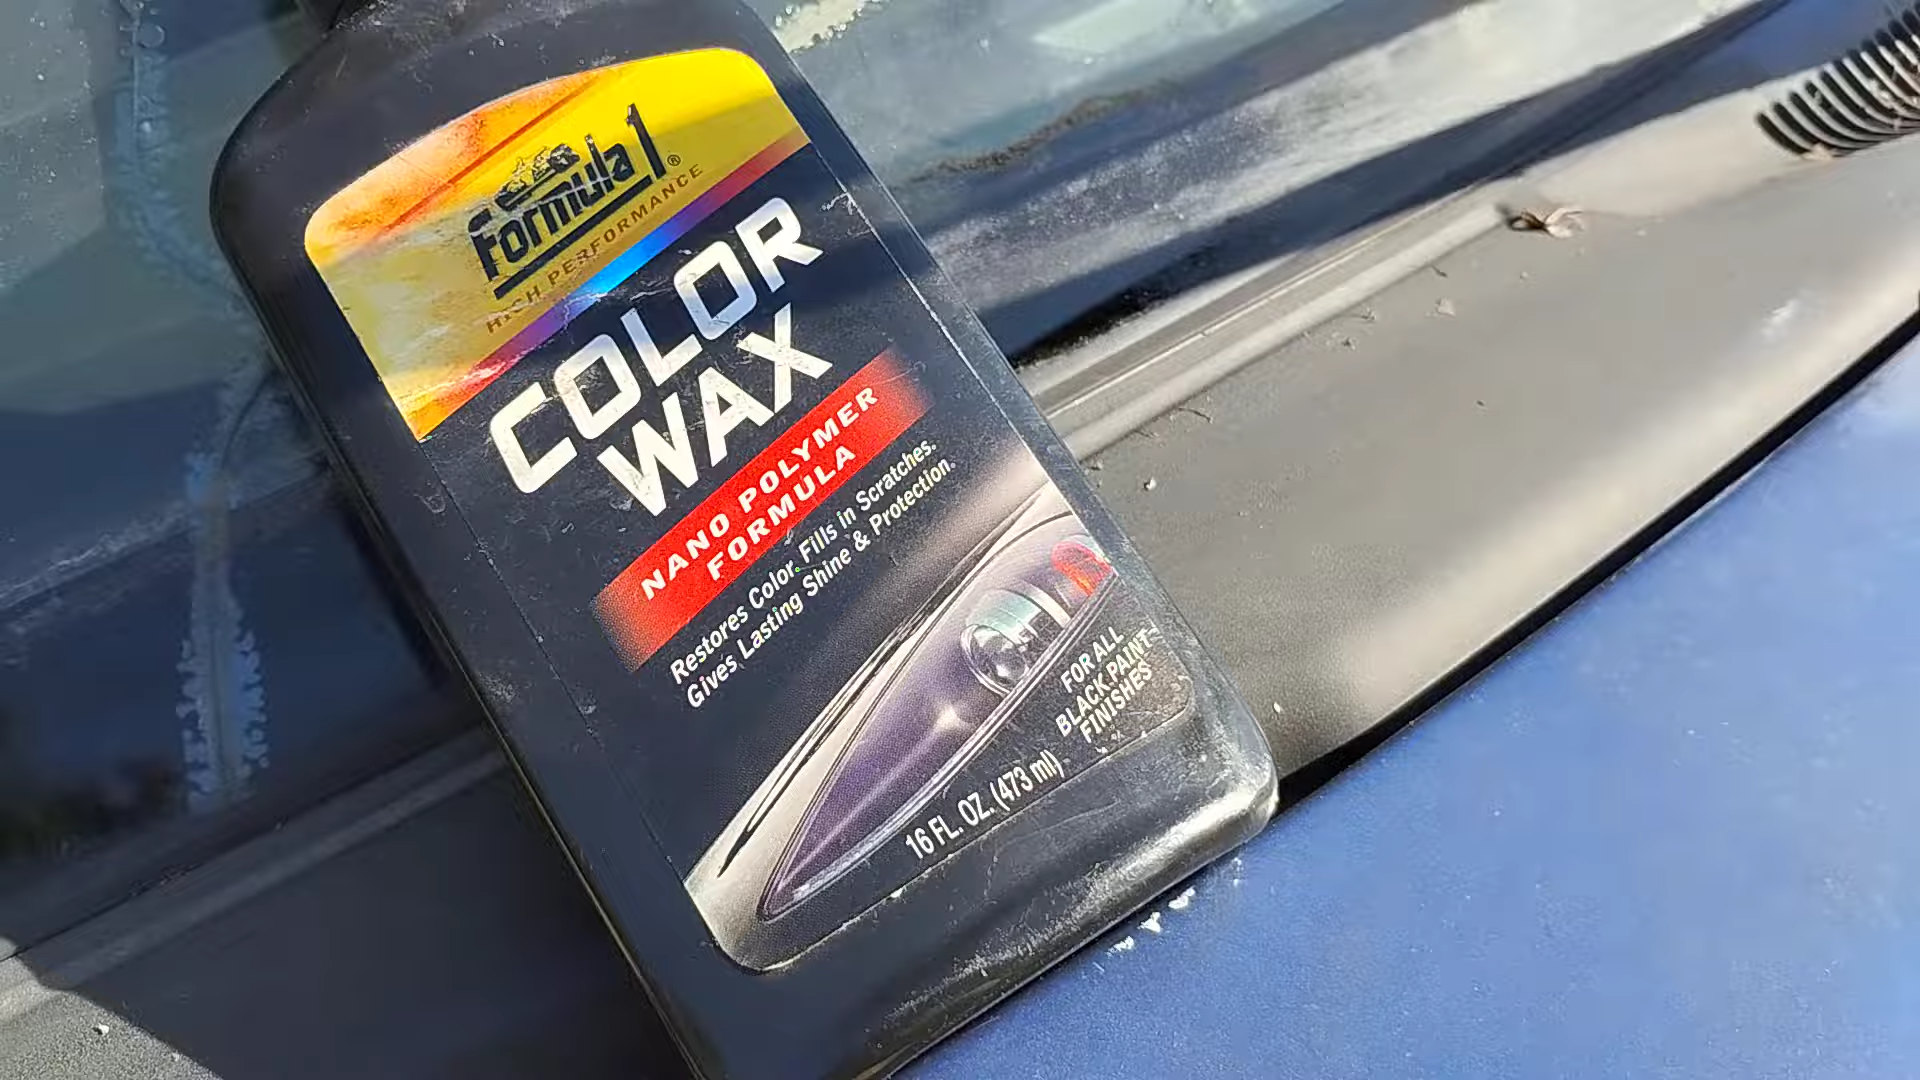 Formula 1®
HIGH PERFORMANCE
COLOR
WAX
NANO POLYMER
FORMULA
Restores Color. Fills in Scratches.
Gives Lasting Shine & Protection.
FOR ALL
BLACK PAINT
FINISHES
16 FL. OZ. (473 ml)